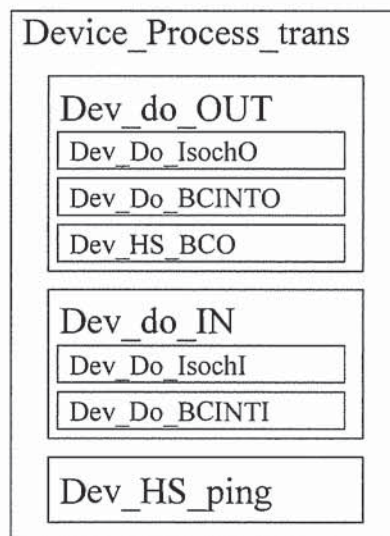 Device_Process_trans
Dev_do_OUT
Dev_Do_IsochO
Dev_Do_BCINTO
Dev_HS_BCO
Dev_do_IN
Dev_Do_IsochI
Dev_Do_BCINTI
Dev_HS_ping